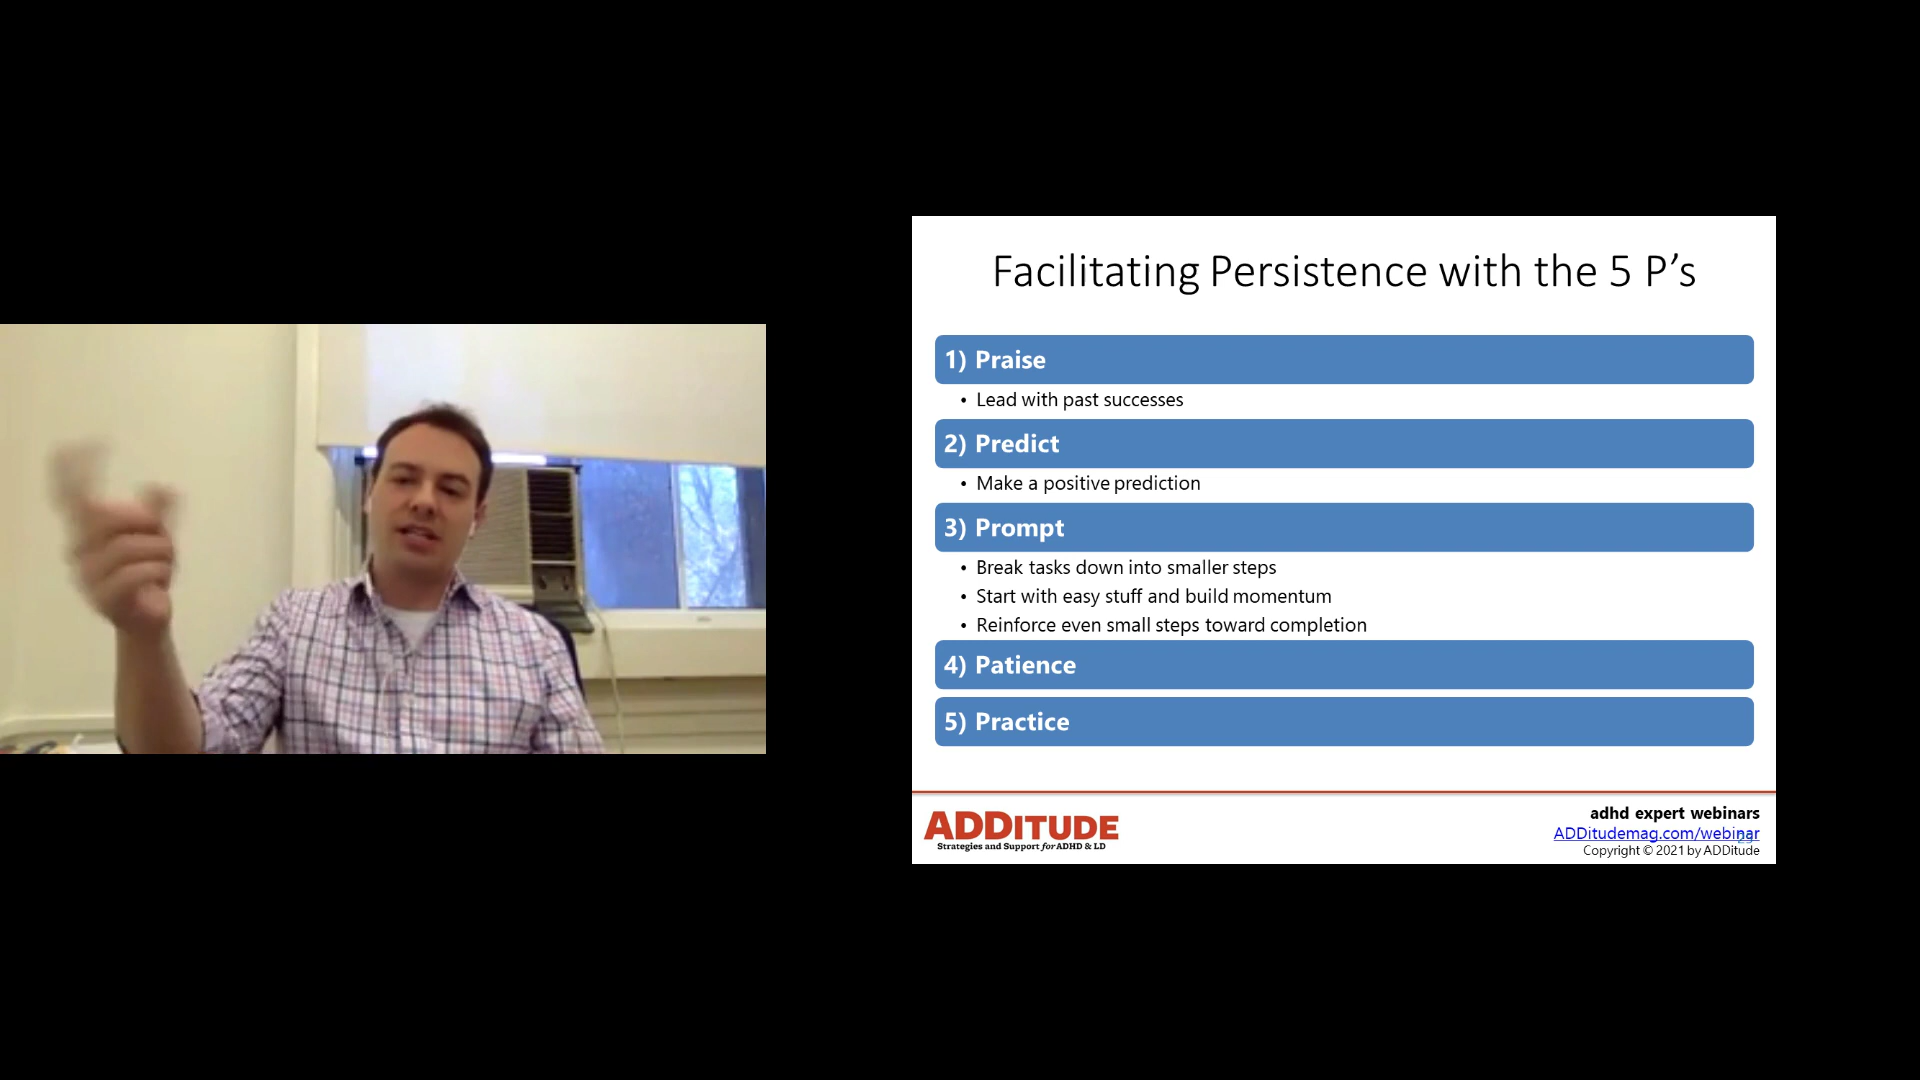 Facilitating Persistence with the 5 P’s
1) Praise
• Lead with past successes
2) Predict
• Make a positive prediction
3) Prompt
• Break tasks down into smaller steps
• Start with easy stuff and build momentum
• Reinforce even small steps toward completion
4) Patience
5) Practice
ADDITUDE
Strategies and Support for ADHD & LD
adhd expert webinars
ADDitudemag.com/webinar
Copyright © 2021 by ADDitude